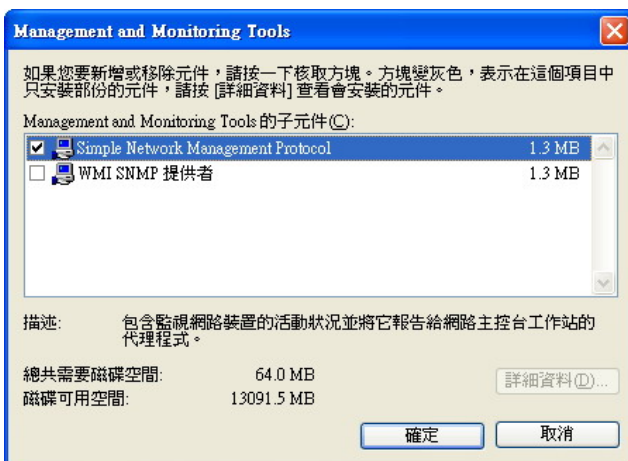 Management and Monitoring Tools
如果您要新增或移除元件，請按一下核取方塊。方塊變灰色，表示在這個項目中
只安裝部份的元件，請按 [詳細資料] 查看會安裝的元件。
Management and Monitoring Tools 的子元件(C):
Simple Network Management Protocol 1.3 MB
WMI SNMP 提供者 1.3 MB
描述: 包含監視網路裝置的活動狀況並將它報告給網路主控台工作站的
代理程式。
總共需要磁碟空間: 64.0 MB
磁碟可用空間: 13091.5 MB
詳細資料(D)...
確定 取消